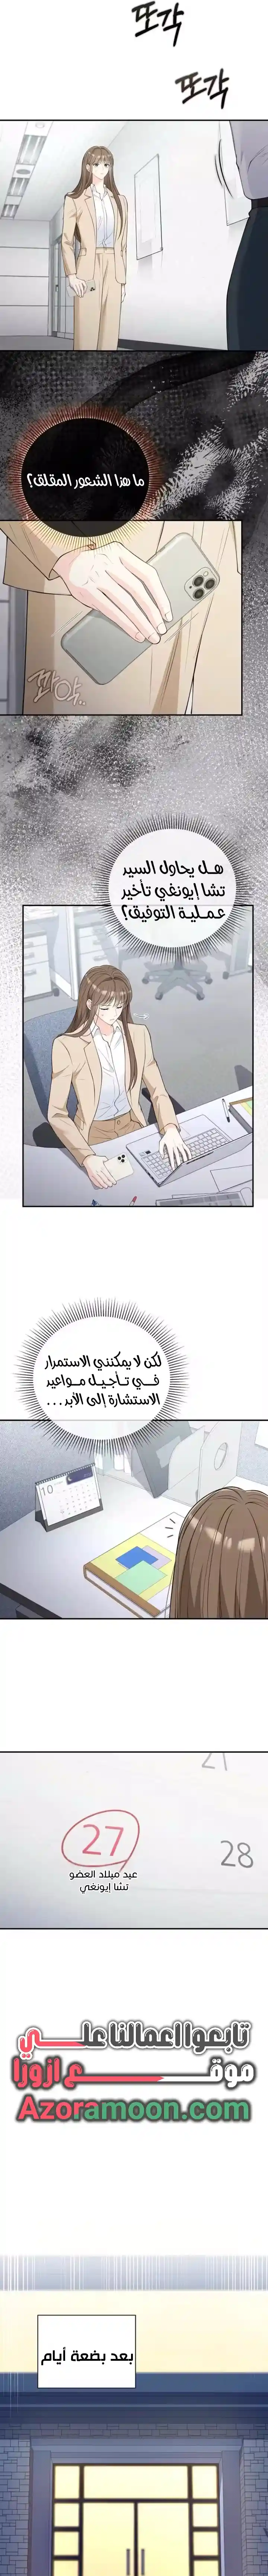 또각
또각
ما هذا الشعور المقلق؟
꽈악..
هل يحاول السيد
تشا إيونغي تأخير
عملية التوفيق؟
لكن لا يمكنني الاستمرار
في تأجيل مواعيد
الاستشارة إلى الأبد...
10
21
27
28
عيد ميلاد العضو
تشا إيونغي
تابعوا اعمالنا علي
موقع ازورا
Azoramoon.com
بعد بضعة أيام